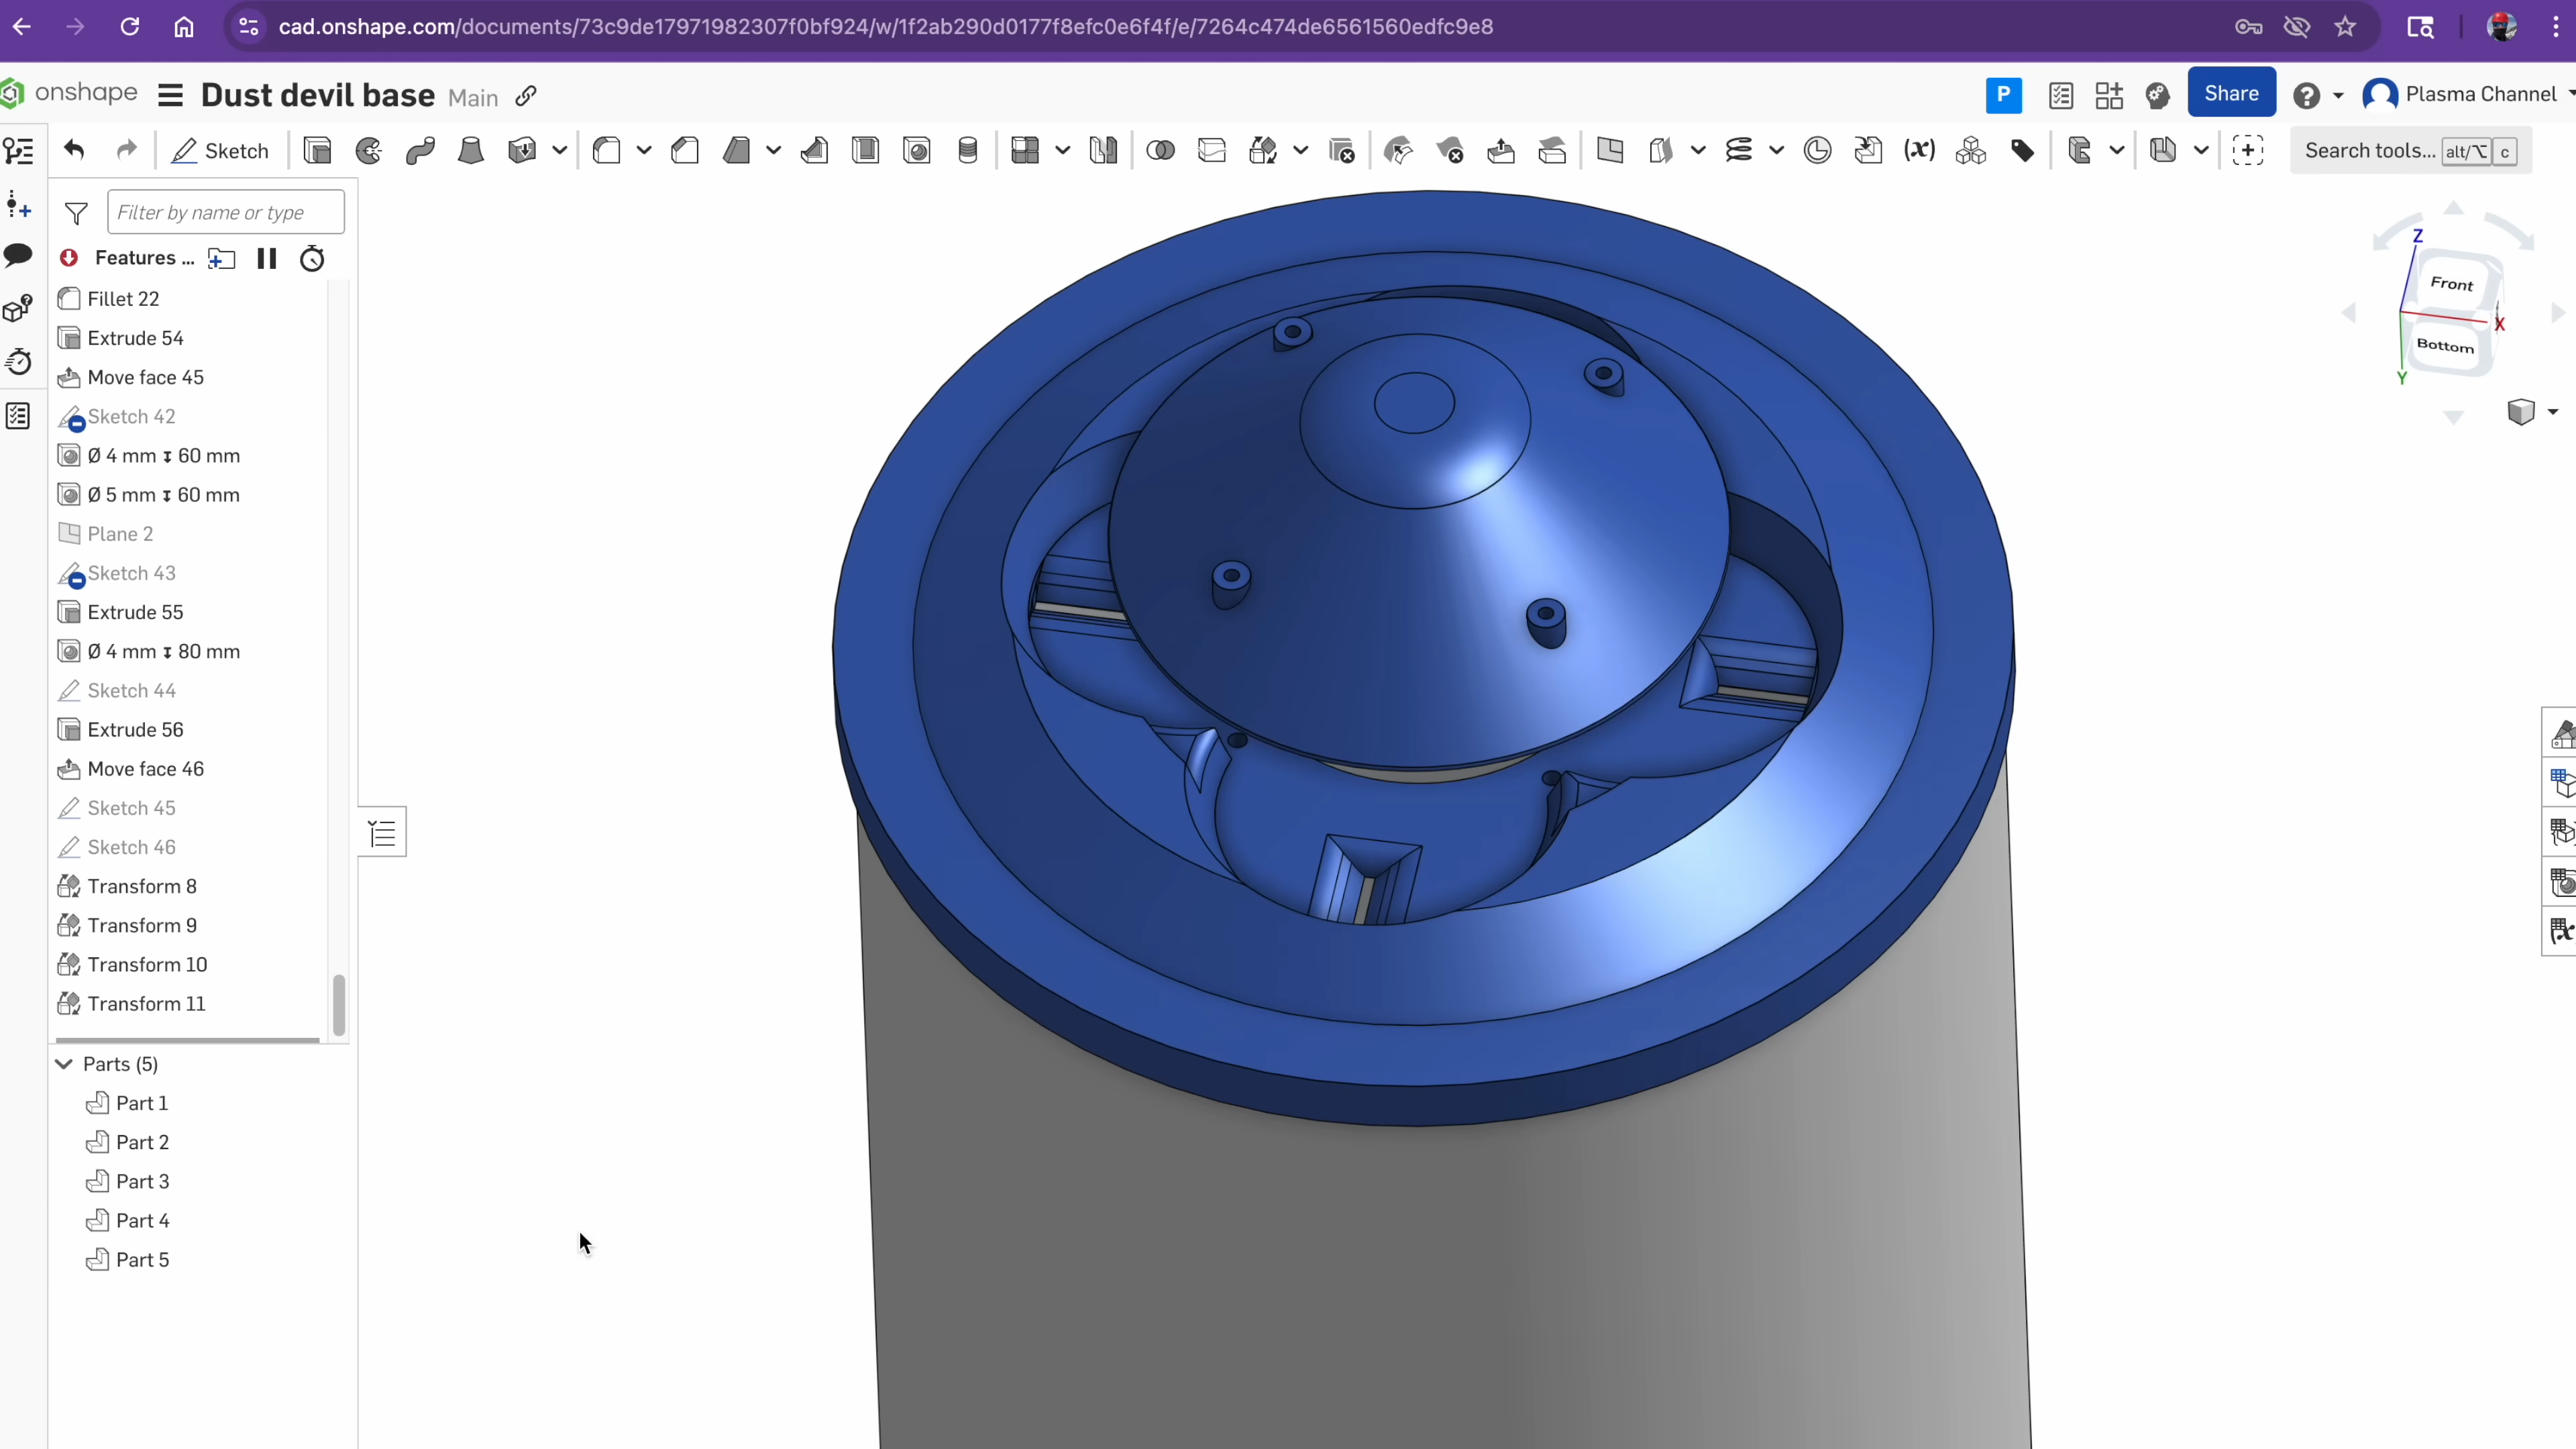 cad.onshape.com/documents/73c9de17971982307f0bf924/w/1f2ab290d0177f8efc0e6f4f/e/7264c474de6561560edfc9e8
onshape Dust devil base Main P Share ? Plasma Channel
Sketch (x) Search tools... alt/⌥ c
Filter by name or type
Features ...
Fillet 22
Extrude 54
Move face 45
Sketch 42
Ø 4 mm ↧ 60 mm
Ø 5 mm ↧ 60 mm
Plane 2
Sketch 43
Extrude 55
Ø 4 mm ↧ 80 mm
Sketch 44
Extrude 56
Move face 46
Sketch 45
Sketch 46
Transform 8
Transform 9
Transform 10
Transform 11
Parts (5)
Part 1
Part 2
Part 3
Part 4
Part 5
Z
Front
X
Bottom
Y